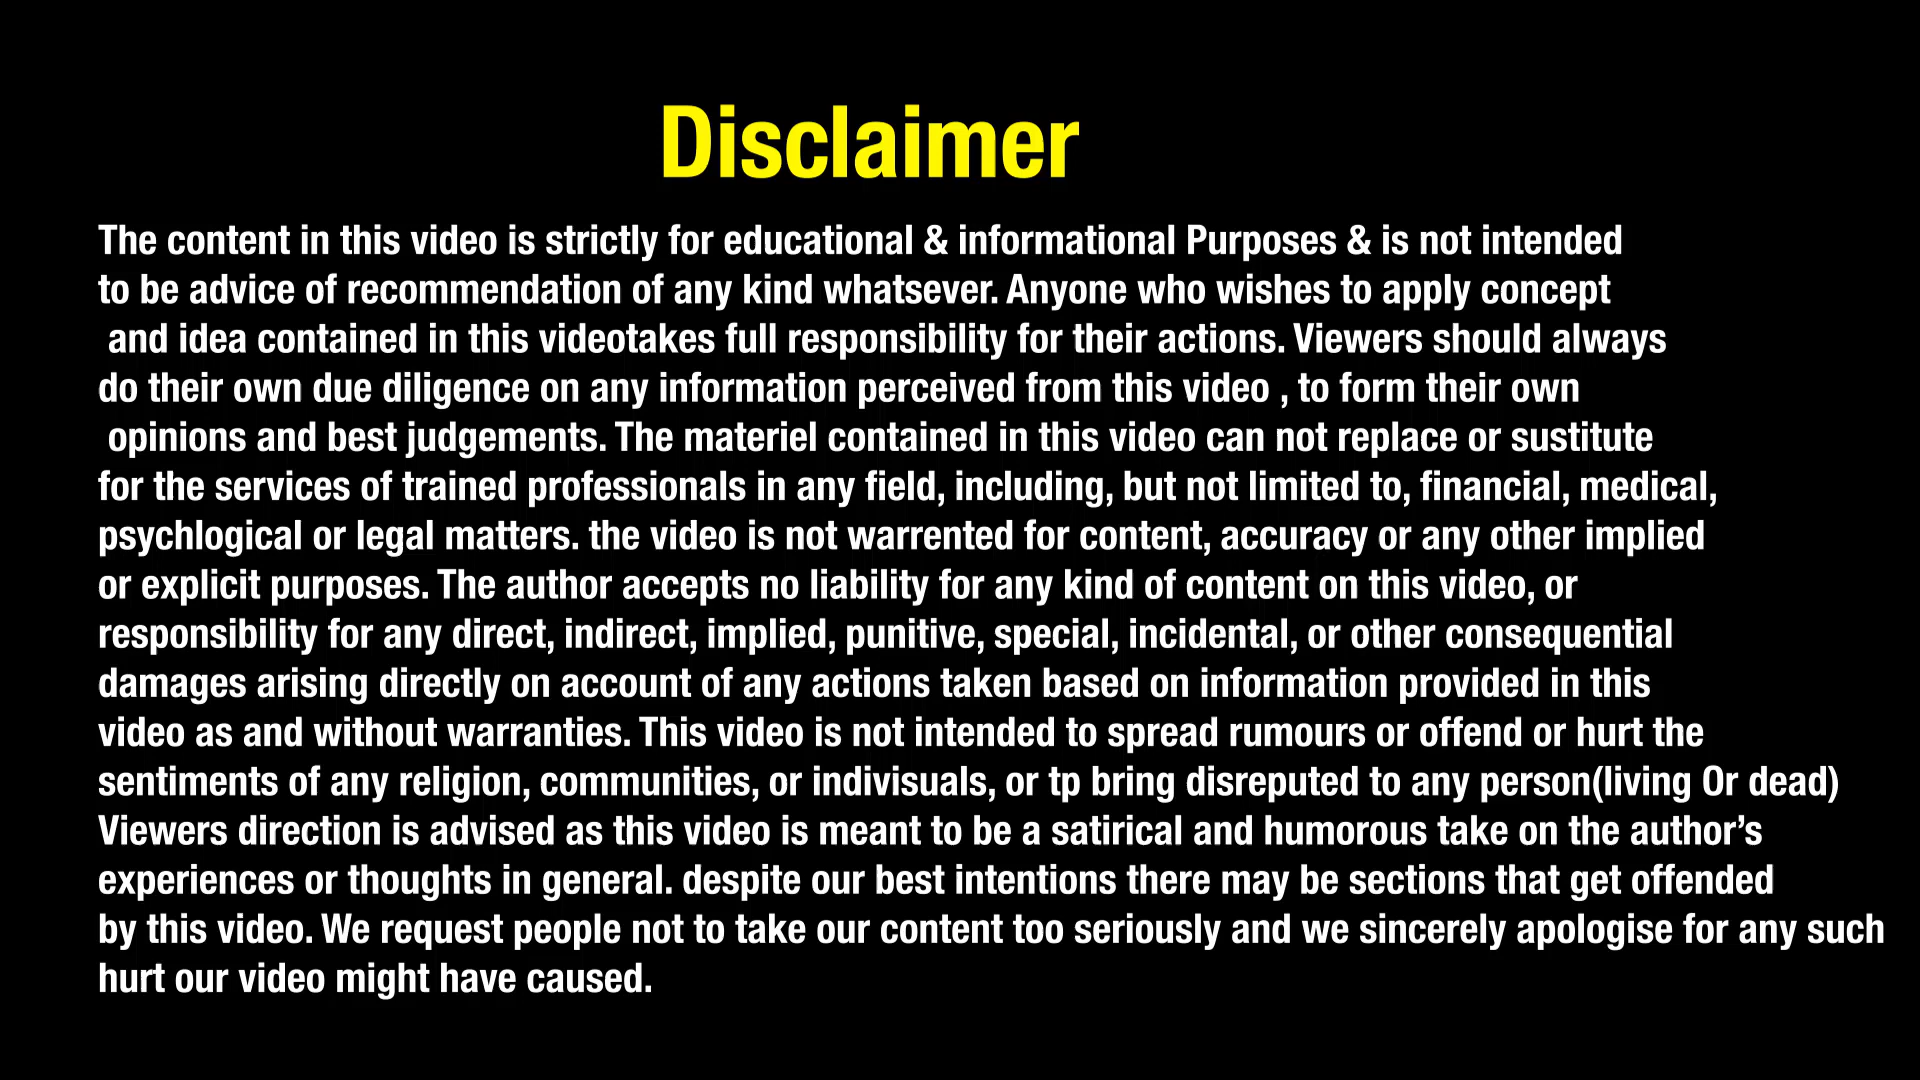 Disclaimer
The content in this video is strictly for educational & informational Purposes & is not intended
to be advice of recommendation of any kind whatsever. Anyone who wishes to apply concept
and idea contained in this videotakes full responsibility for their actions. Viewers should always
do their own due diligence on any information perceived from this video , to form their own
opinions and best judgements. The materiel contained in this video can not replace or sustitute
for the services of trained professionals in any field, including, but not limited to, financial, medical,
psychlogical or legal matters. the video is not warrented for content, accuracy or any other implied
or explicit purposes. The author accepts no liability for any kind of content on this video, or
responsibility for any direct, indirect, implied, punitive, special, incidental, or other consequential
damages arising directly on account of any actions taken based on information provided in this
video as and without warranties. This video is not intended to spread rumours or offend or hurt the
sentiments of any religion, communities, or indivisuals, or tp bring disreputed to any person(living Or dead)
Viewers direction is advised as this video is meant to be a satirical and humorous take on the author’s
experiences or thoughts in general. despite our best intentions there may be sections that get offended
by this video. We request people not to take our content too seriously and we sincerely apologise for any such
hurt our video might have caused.